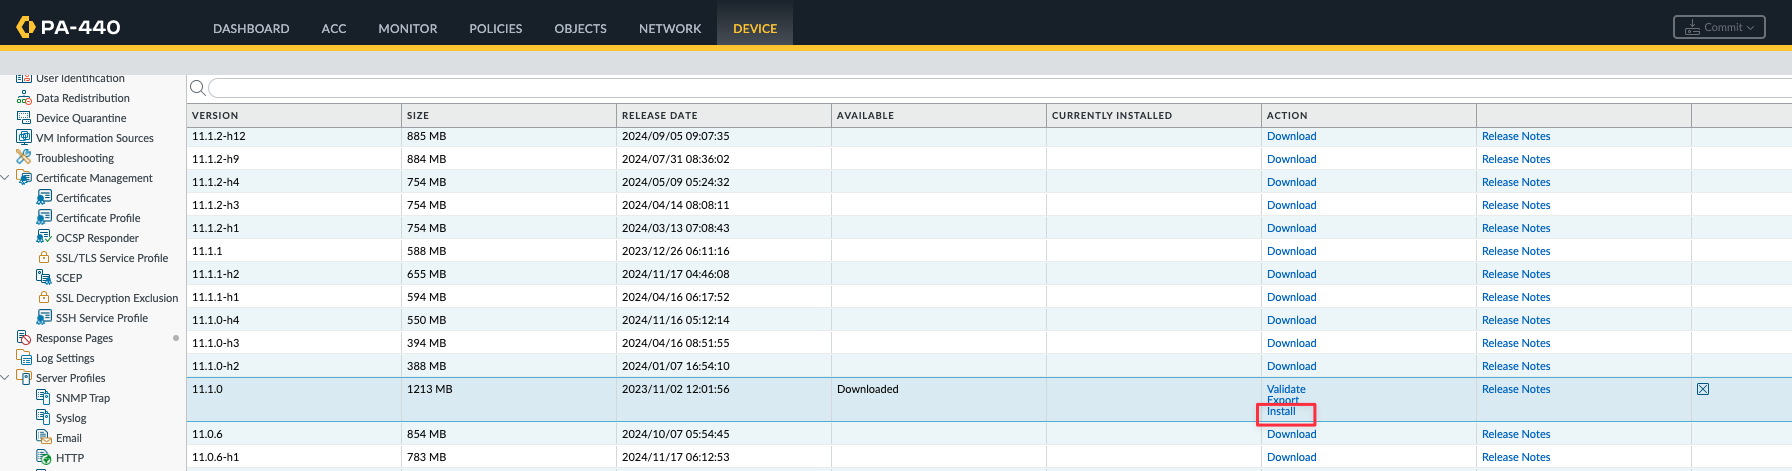 PA-440 DASHBOARD ACC MONITOR POLICIES OBJECTS NETWORK DEVICE Commit
User Identification
Data Redistribution
Device Quarantine
VM Information Sources
Troubleshooting
Certificate Management
Certificates
Certificate Profile
OCSP Responder
SSL/TLS Service Profile
SCEP
SSL Decryption Exclusion
SSH Service Profile
Response Pages
Log Settings
Server Profiles
SNMP Trap
Syslog
Email
HTTP
VERSION SIZE RELEASE DATE AVAILABLE CURRENTLY INSTALLED ACTION
11.1.2-h12 885 MB 2024/09/05 09:07:35 Download Release Notes
11.1.2-h9 884 MB 2024/07/31 08:36:02 Download Release Notes
11.1.2-h4 754 MB 2024/05/09 05:24:32 Download Release Notes
11.1.2-h3 754 MB 2024/04/14 08:08:11 Download Release Notes
11.1.2-h1 754 MB 2024/03/13 07:08:43 Download Release Notes
11.1.1 588 MB 2023/12/26 06:11:16 Download Release Notes
11.1.1-h2 655 MB 2024/11/17 04:46:08 Download Release Notes
11.1.1-h1 594 MB 2024/04/16 06:17:52 Download Release Notes
11.1.0-h4 550 MB 2024/11/16 05:12:14 Download Release Notes
11.1.0-h3 394 MB 2024/04/16 08:51:55 Download Release Notes
11.1.0-h2 388 MB 2024/01/07 16:54:10 Download Release Notes
11.1.0 1213 MB 2023/11/02 12:01:56 Downloaded Validate Release Notes
Export
Install
11.0.6 854 MB 2024/10/07 05:54:45 Download Release Notes
11.0.6-h1 783 MB 2024/11/17 06:12:53 Download Release Notes